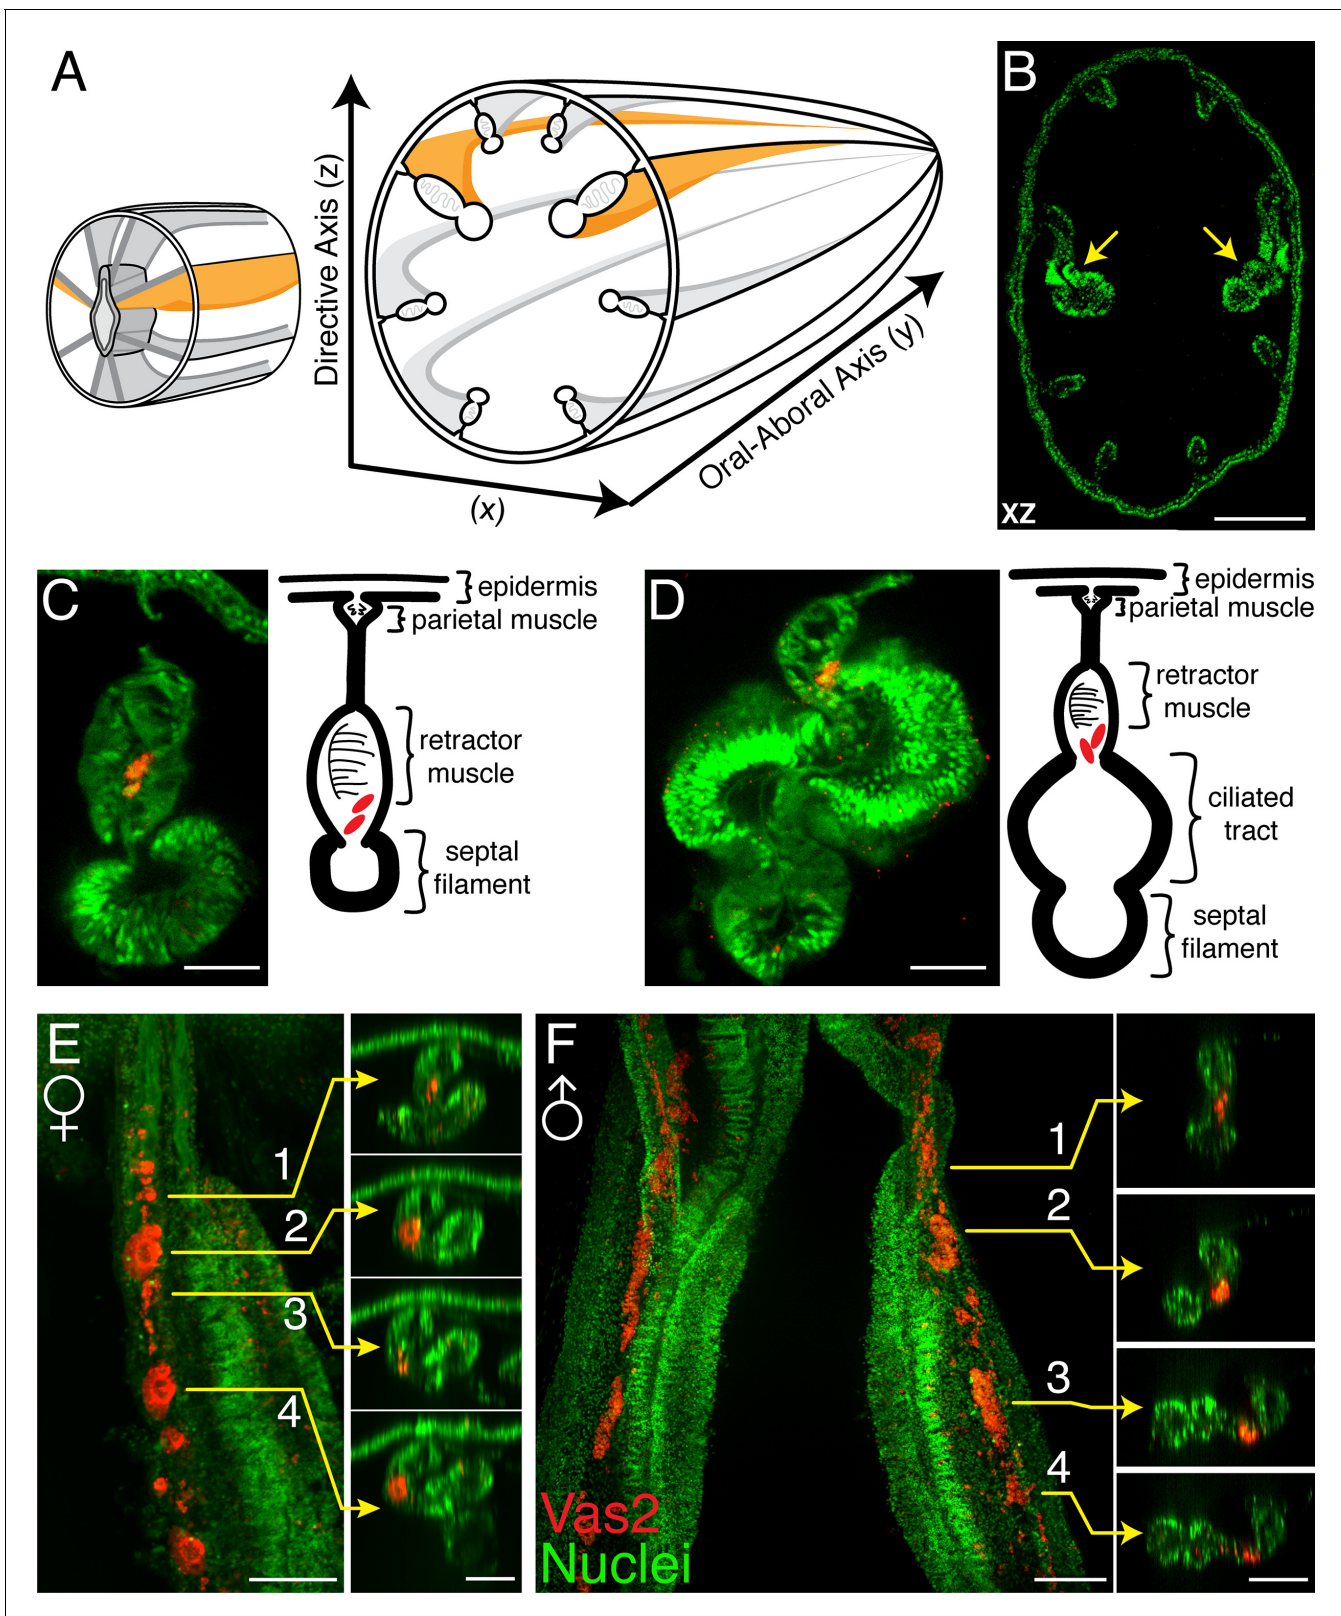 A
Directive Axis (z)
(x)
Oral-Aboral Axis (y)
B
XZ
C
epidermis
parietal muscle
retractor
muscle
septal
filament
D
epidermis
parietal muscle
retractor
muscle
ciliated
tract
septal
filament
E
♀
1
2
3
4
F
♂
1
2
3
4
Vas2
Nuclei